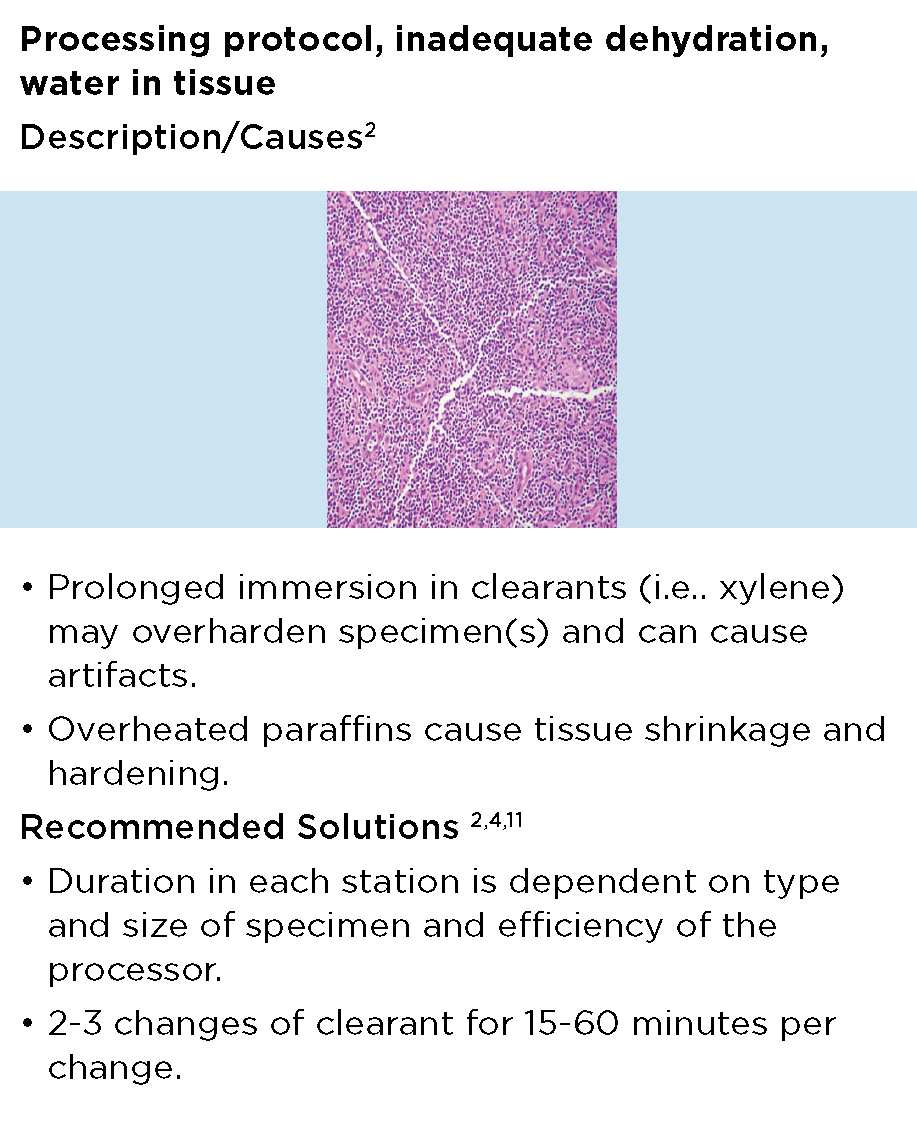 Processing protocol, inadequate dehydration,
water in tissue
Description/Causes²
• Prolonged immersion in clearants (i.e.. xylene)
may overharden specimen(s) and can cause
artifacts.
• Overheated paraffins cause tissue shrinkage and
hardening.
Recommended Solutions ²,⁴,¹¹
• Duration in each station is dependent on type
and size of specimen and efficiency of the
processor.
• 2-3 changes of clearant for 15-60 minutes per
change.